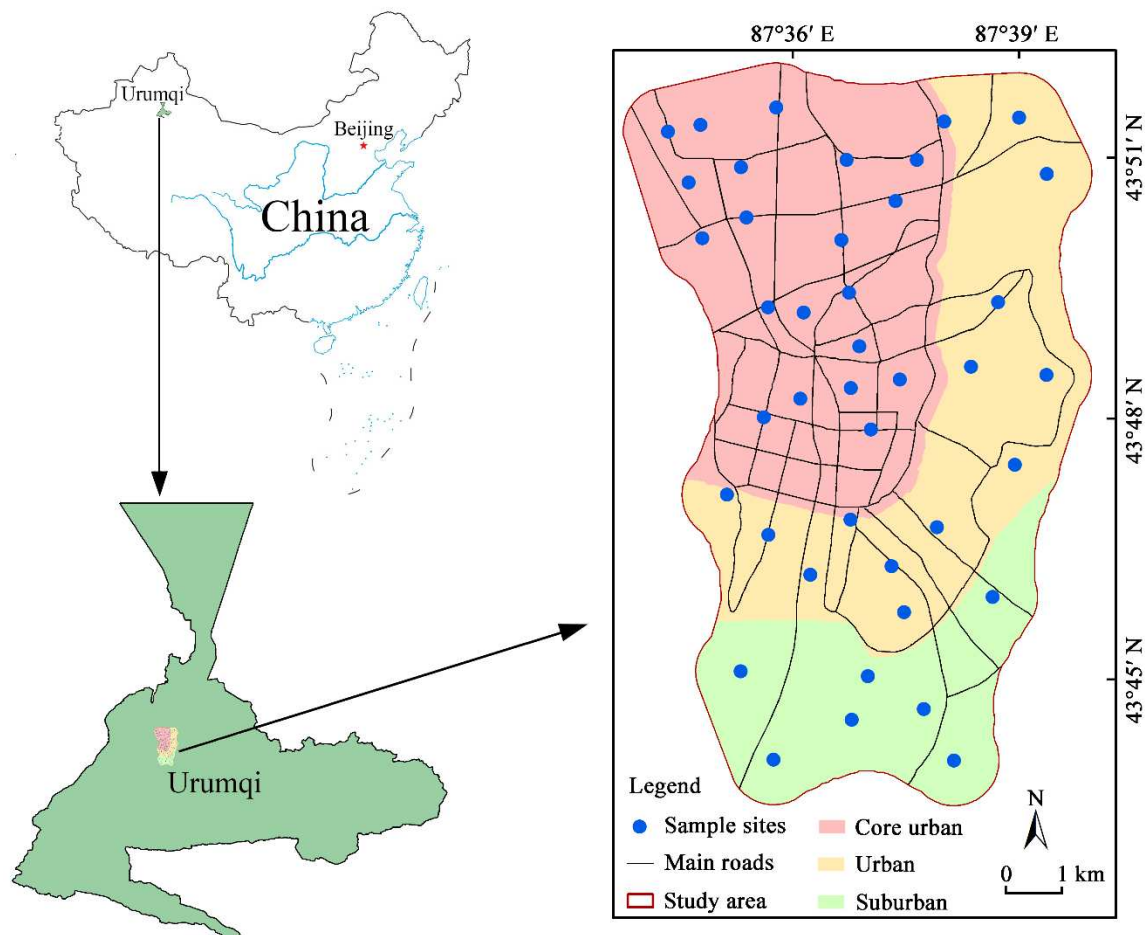 Urumqi
Beijing
China
Urumqi
87°36′ E
87°39′ E
43°51′ N
43°48′ N
43°45′ N
Legend
Sample sites
Main roads
Study area
Core urban
Urban
Suburban
N
0 1 km